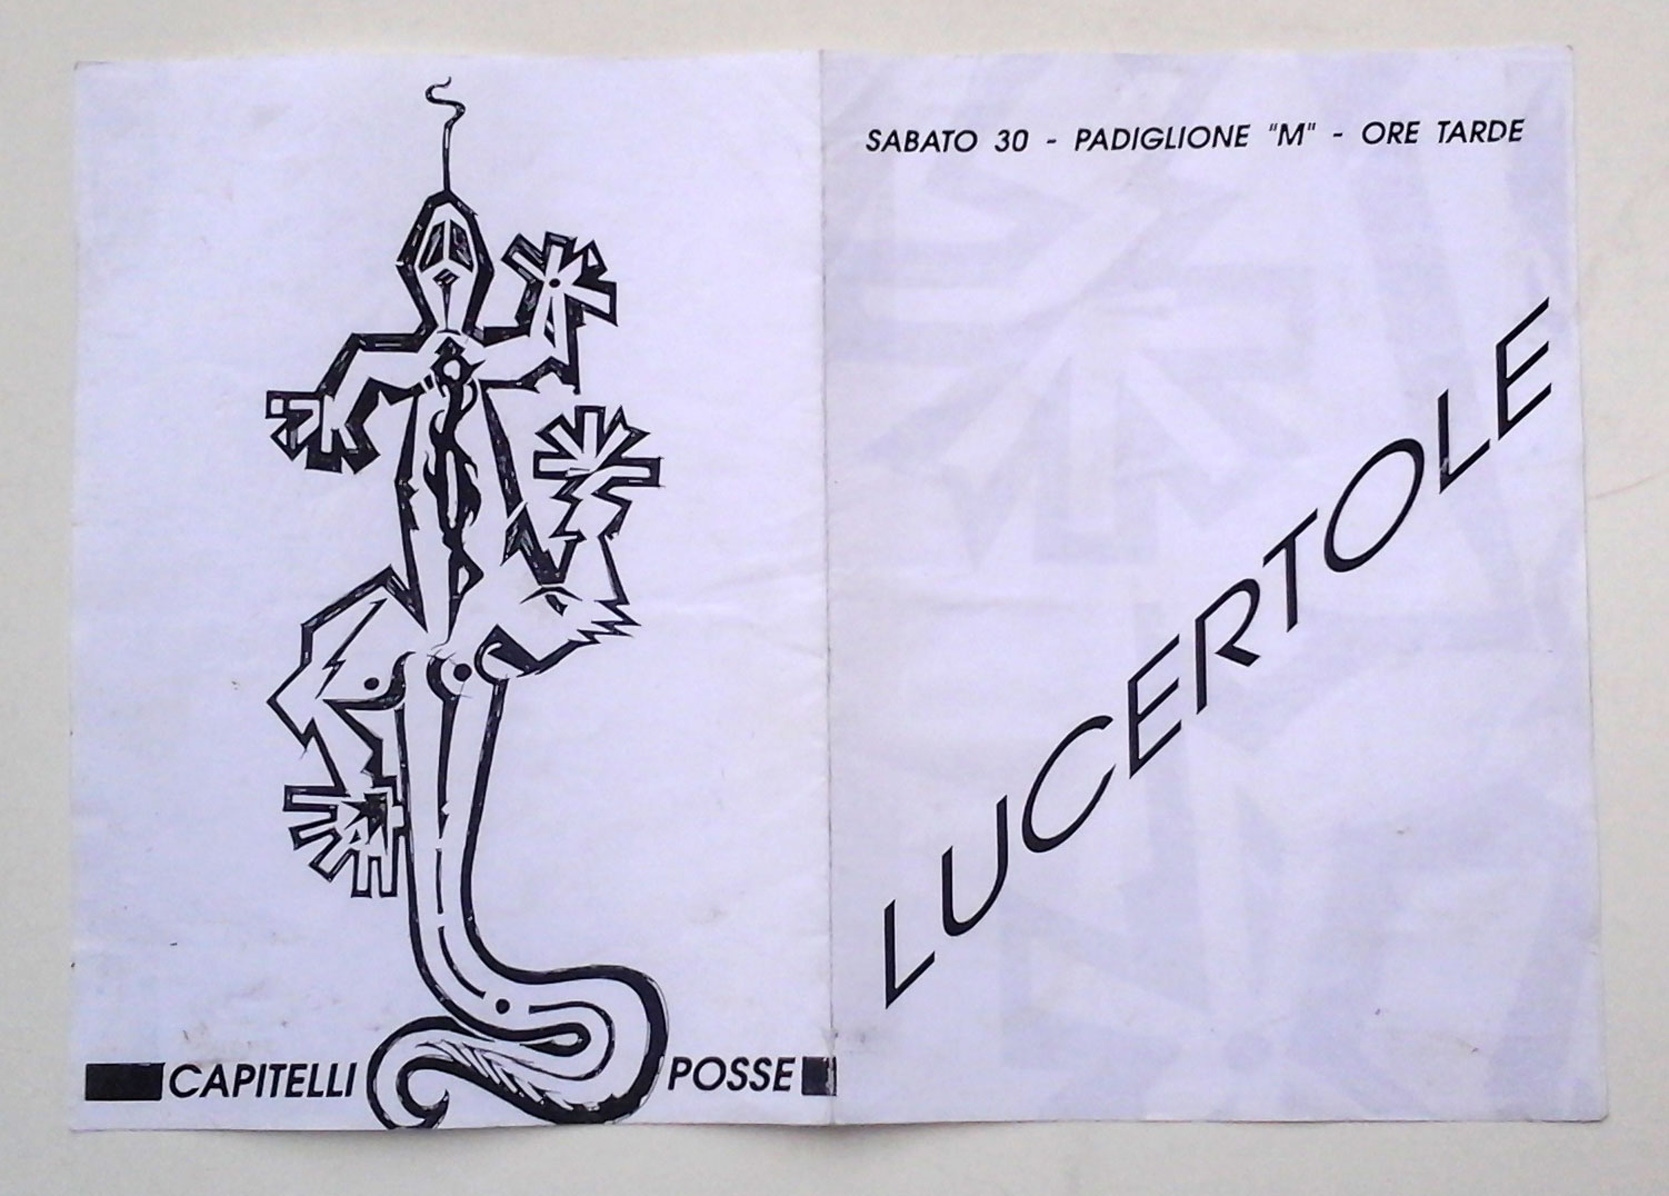 CAPITELLI POSSE
SABATO 30 - PADIGLIONE "M" - ORE TARDE
LUCERTOLE